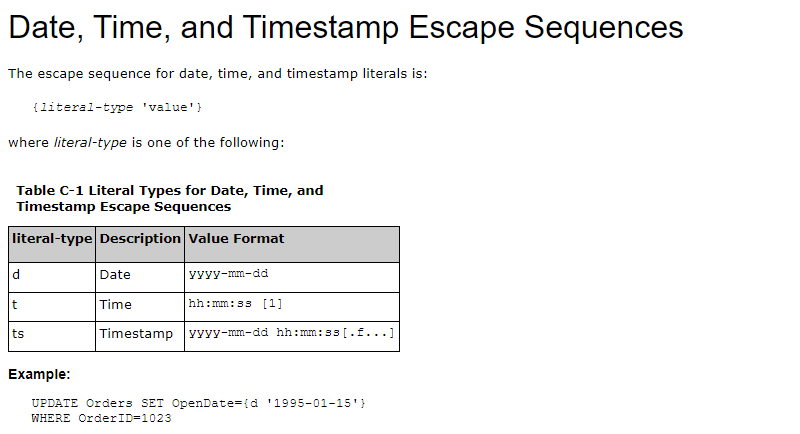 Date, Time, and Timestamp Escape Sequences
The escape sequence for date, time, and timestamp literals is:
{literal-type 'value'}
where literal-type is one of the following:
Table C-1 Literal Types for Date, Time, and
Timestamp Escape Sequences
literal-type Description Value Format
d Date yyyy-mm-dd
t Time hh:mm:ss [1]
ts Timestamp yyyy-mm-dd hh:mm:ss[.f...]
Example:
UPDATE Orders SET OpenDate={d '1995-01-15'}
WHERE OrderID=1023